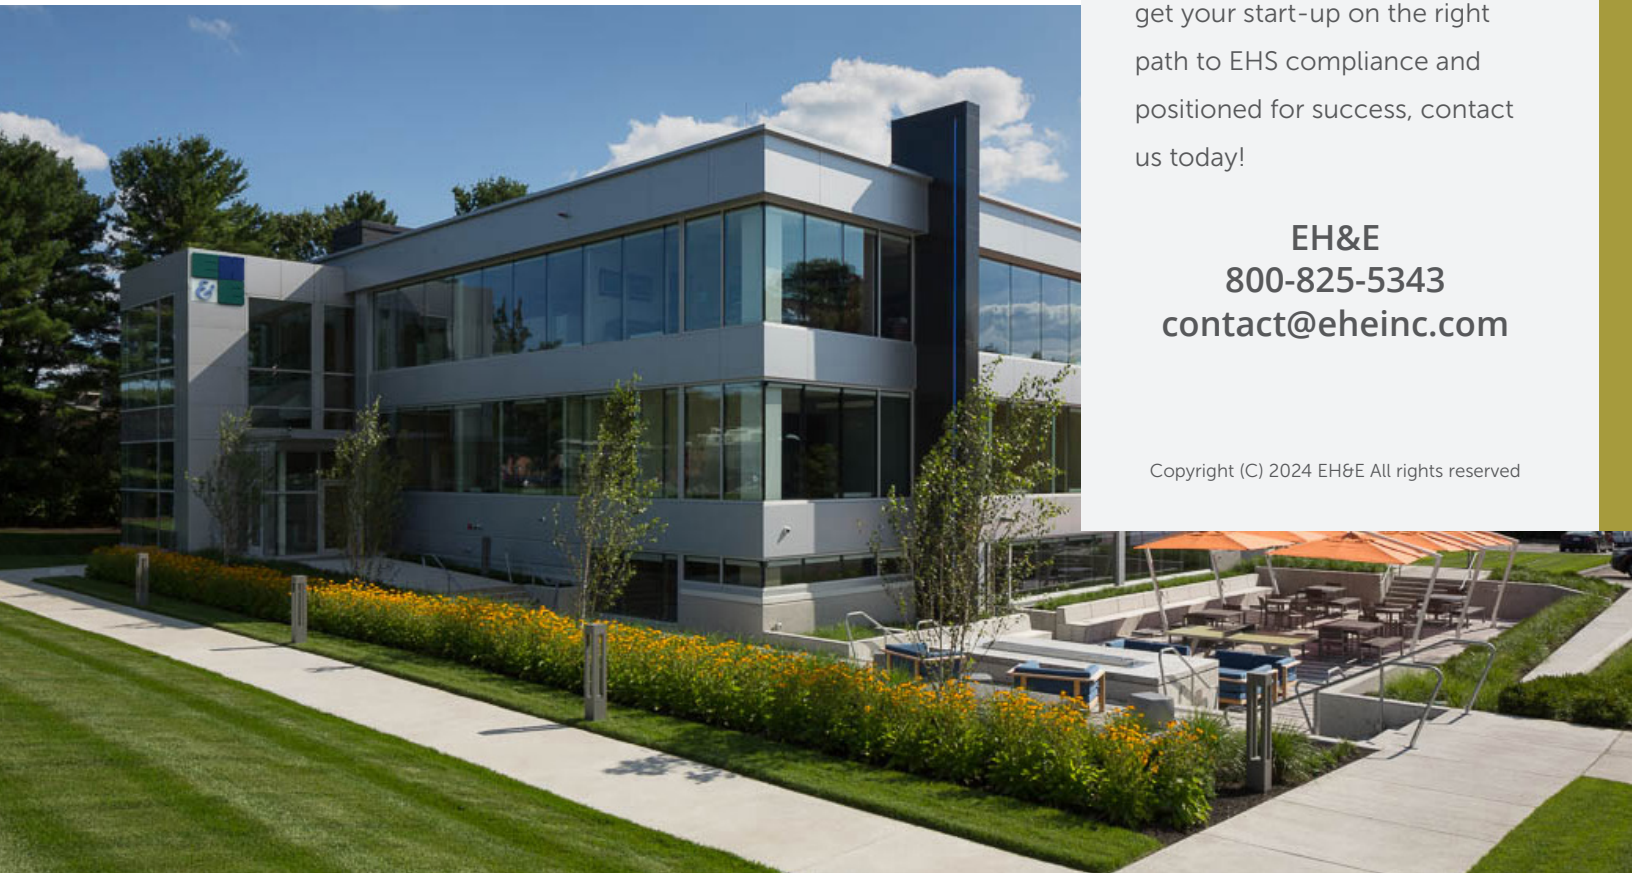 get your start-up on the right
path to EHS compliance and
positioned for success, contact
us today!
EH&E
800-825-5343
contact@eheinc.com
Copyright (C) 2024 EH&E All rights reserved
EH
&E